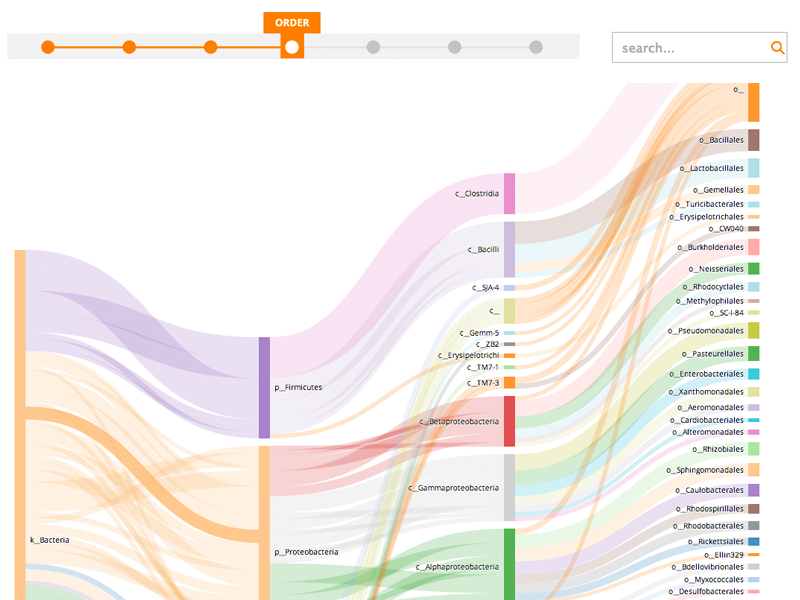 ORDER
search...
k__Bacteria
p__Firmicutes
p__Proteobacteria
c__Clostridia
c__Bacilli
c__SJA-4
c__
c__Gemm-5
c__ZB2
c__Erysipelotrichi
c__TM7-1
c__TM7-3
c__Betaproteobacteria
c__Gammaproteobacteria
c__Alphaproteobacteria
o__
o__Bacillales
o__Lactobacillales
o__Gemellales
o__Turicibacterales
o__Erysipelotrichales
o__CW040
o__Burkholderiales
o__Neisseriales
o__Rhodocyclales
o__Methylophilales
o__SC-I-84
o__Pseudomonadales
o__Pasteurellales
o__Enterobacteriales
o__Xanthomonadales
o__Aeromonadales
o__Cardiobacteriales
o__Alteromonadales
o__Rhizobiales
o__Sphingomonadales
o__Caulobacterales
o__Rhodospirillales
o__Rhodobacterales
o__Rickettsiales
o__Ellin329
o__Bdellovibrionales
o__Myxococcales
o__Desulfobacterales